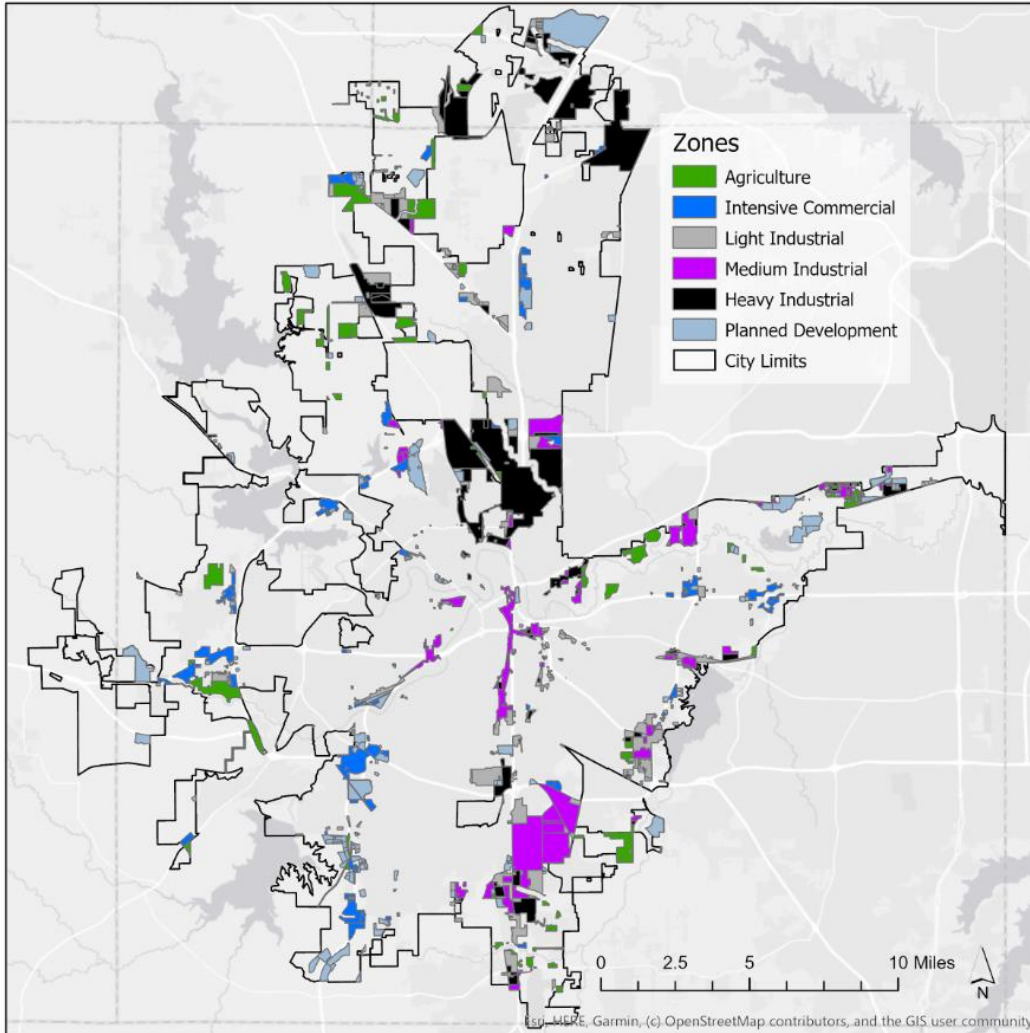 Zones
Agriculture
Intensive Commercial
Light Industrial
Medium Industrial
Heavy Industrial
Planned Development
City Limits
0 2.5 5 10 Miles
N
Esri, HERE, Garmin, (c) OpenStreetMap contributors, and the GIS user community